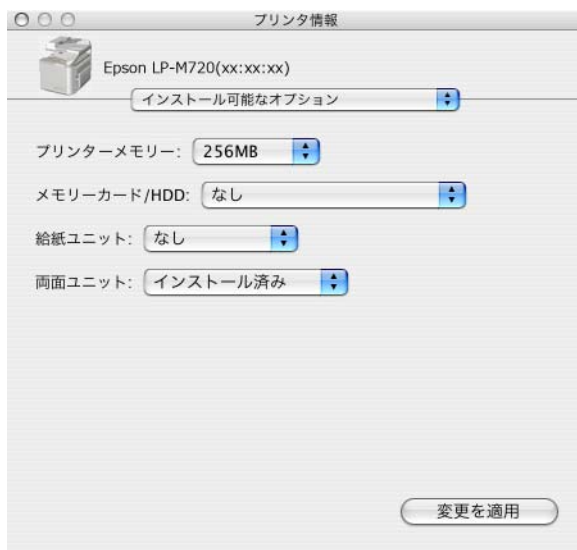 プリンタ情報
Epson LP-M720(xx:xx:xx)
インストール可能なオプション
プリンターメモリー: 256MB
メモリーカード/HDD: なし
給紙ユニット: なし
両面ユニット: インストール済み
変更を適用